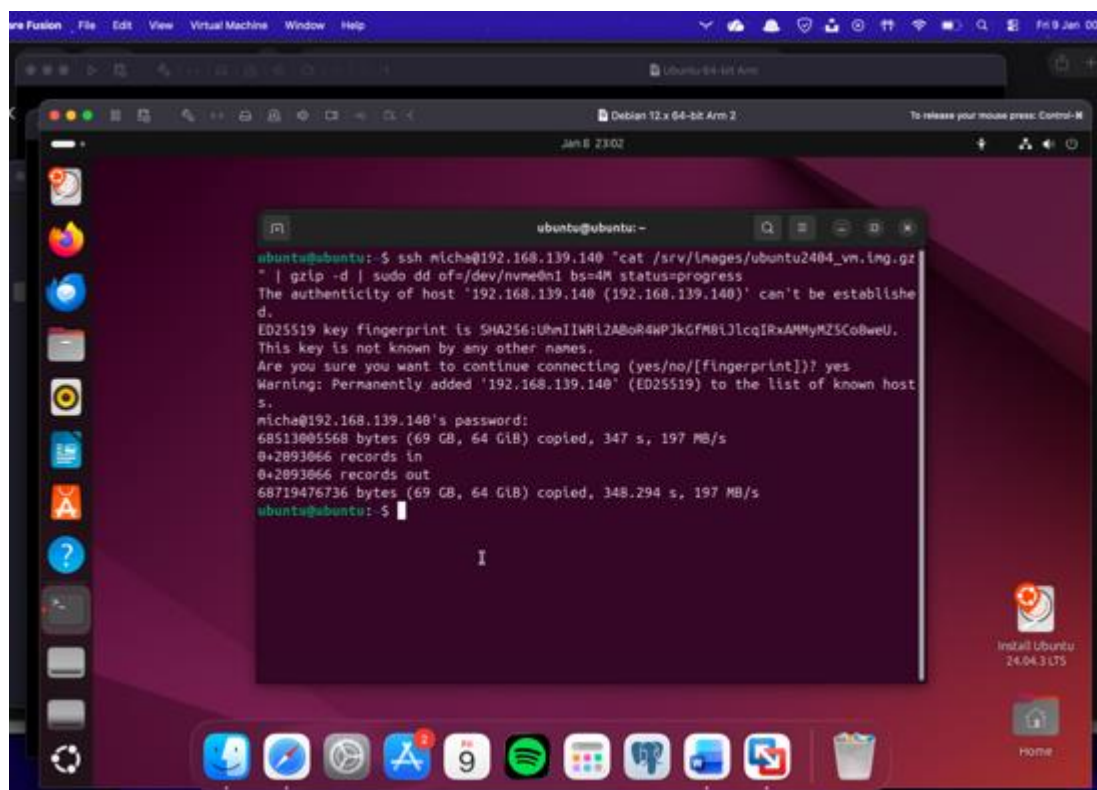 are Fusion File Edit View Virtual Machine Window Help Fri 9 Jan 00
Ubuntu 64-bit Arm
Debian 12.x 64-bit Arm 2 To release your mouse press: Control-⌘
Jan 8 23:02
ubuntu@ubuntu: ~
ubuntu@ubuntu:~$ ssh micha@192.168.139.140 "cat /srv/images/ubuntu2404_vm.img.gz
" | gzip -d | sudo dd of=/dev/nvme0n1 bs=4M status=progress
The authenticity of host '192.168.139.140 (192.168.139.140)' can't be establishe
d.
ED25519 key fingerprint is
This key is not known by any other names.
Are you sure you want to continue connecting (yes/no/[fingerprint])? yes
Warning: Permanently added '192.168.139.140' (ED25519) to the list of known host
s.
micha@192.168.139.140's password:
68513005568 bytes (69 GB, 64 GiB) copied, 347 s, 197 MB/s
0+2093066 records in
0+2093066 records out
68719476736 bytes (69 GB, 64 GiB) copied, 348.294 s, 197 MB/s
ubuntu@ubuntu:~$
Install Ubuntu
24.04.3 LTS
Home
2
9